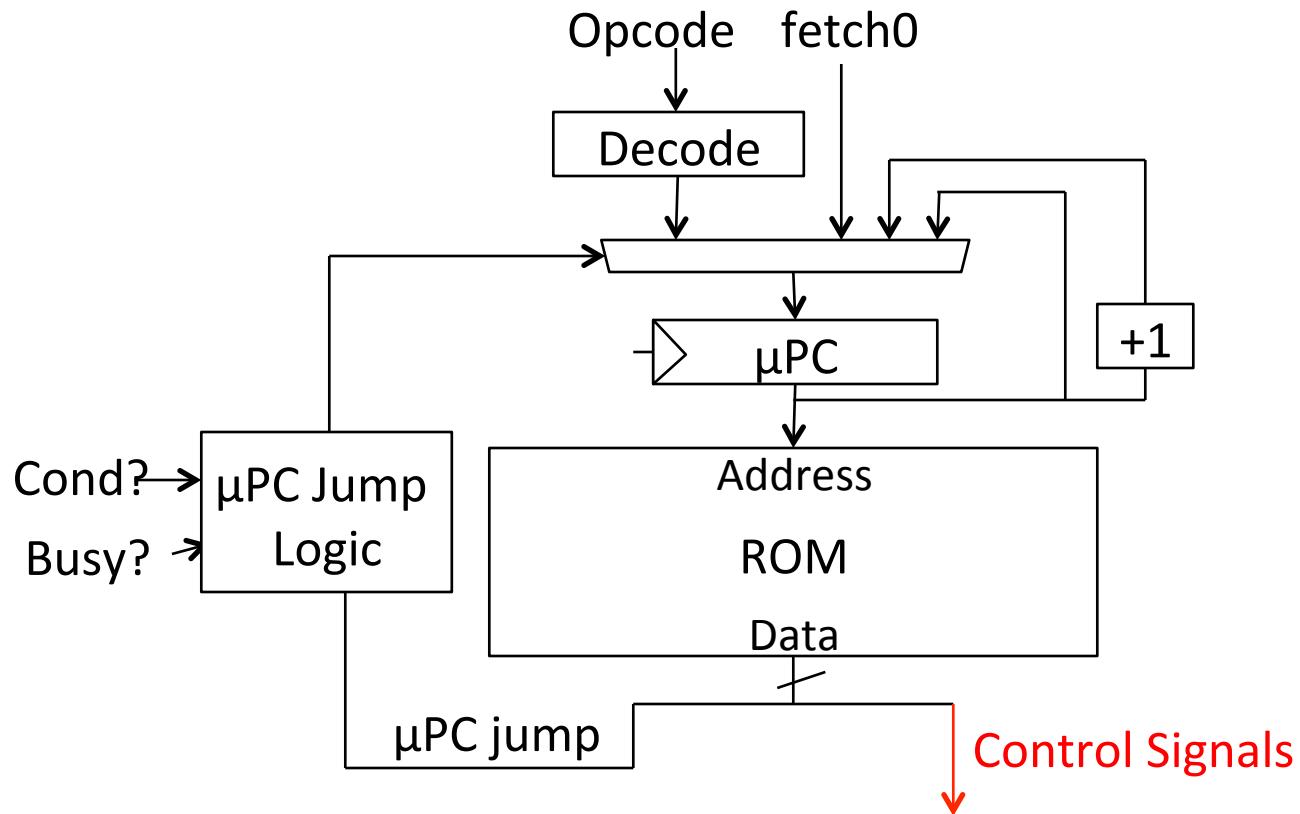 Opcode fetch0
Decode
µPC
+1
Cond?
Busy?
µPC Jump
Logic
Address
ROM
Data
µPC jump
Control Signals